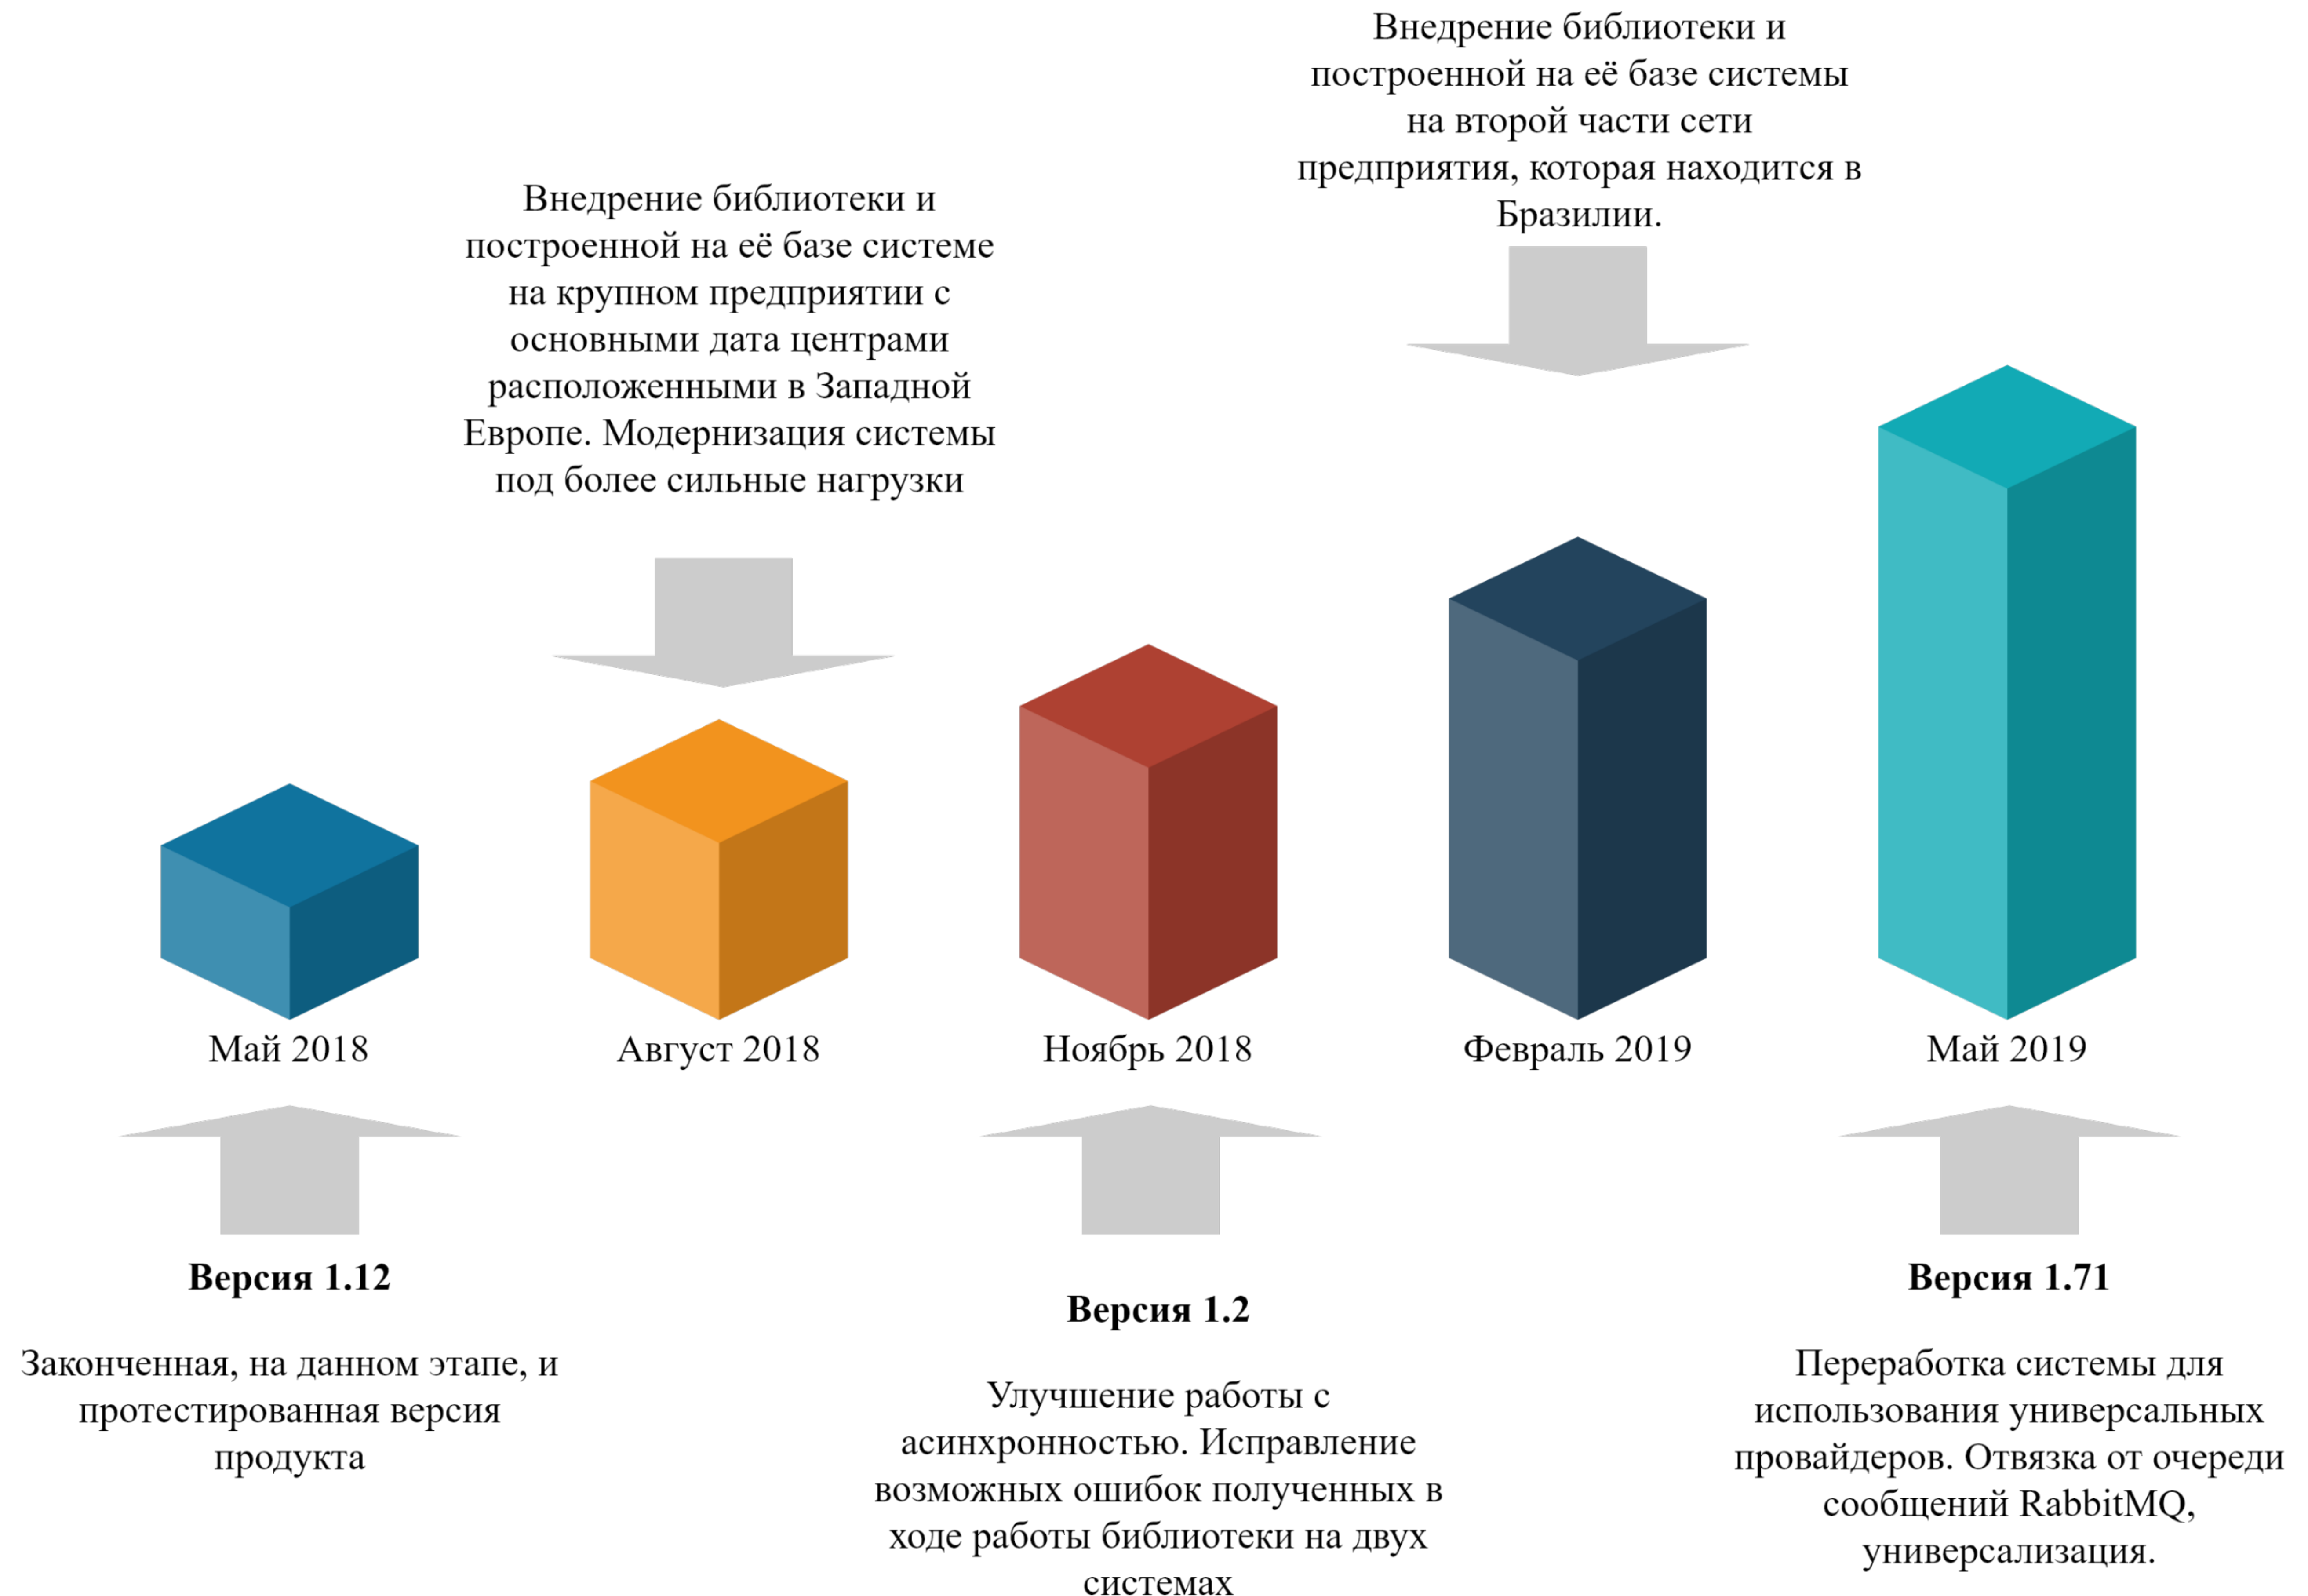 Внедрение библиотеки и
построенной на её базе системы
на второй части сети
предприятия, которая находится в
Бразилии.
Внедрение библиотеки и
построенной на её базе системе
на крупном предприятии с
основными дата центрами
расположенными в Западной
Европе. Модернизация системы
под более сильные нагрузки
Май 2018
Август 2018
Ноябрь 2018
Февраль 2019
Май 2019
Версия 1.12
Законченная, на данном этапе, и
протестированная версия
продукта
Версия 1.2
Улучшение работы с
асинхронностью. Исправление
возможных ошибок полученных в
ходе работы библиотеки на двух
системах
Версия 1.71
Переработка системы для
использования универсальных
провайдеров. Отвязка от очереди
сообщений RabbitMQ,
универсализация.